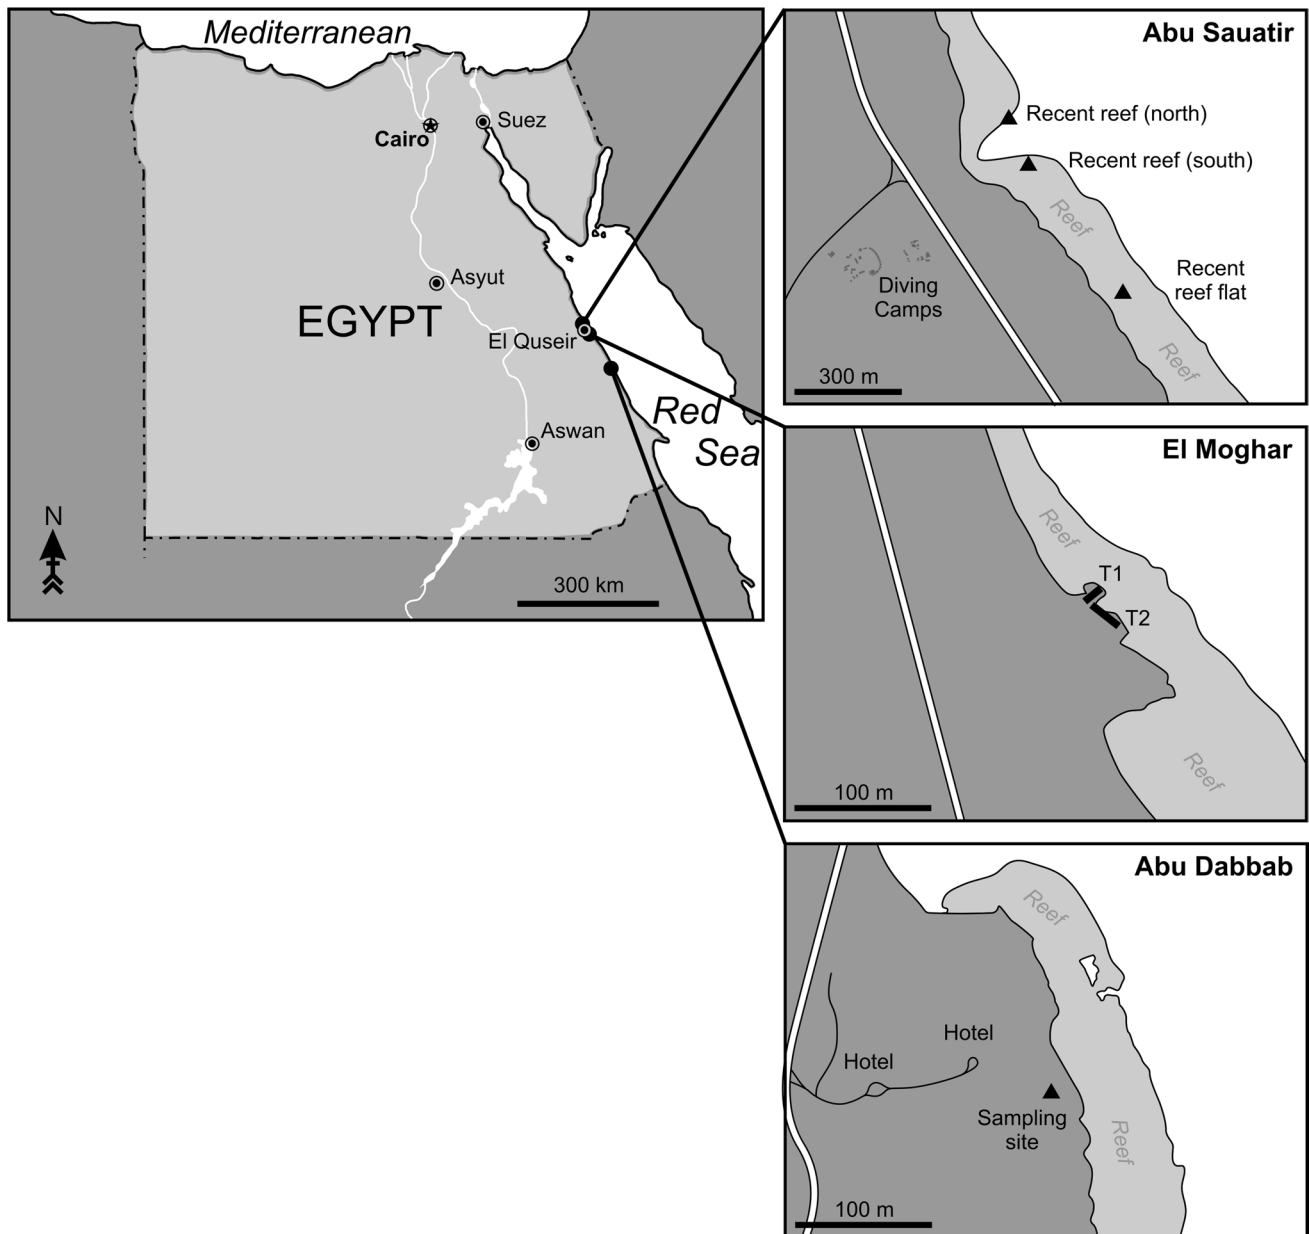 Mediterranean
Cairo
Suez
Asyut
EGYPT
El Quseir
Red
Sea
Aswan
N
300 km
Abu Sauatir
Recent reef (north)
Recent reef (south)
Reef
Recent
reef flat
Diving
Camps
Reef
300 m
El Moghar
Reef
T1
T2
Reef
100 m
Abu Dabbab
Reef
Hotel
Hotel
Sampling
site
Reef
100 m